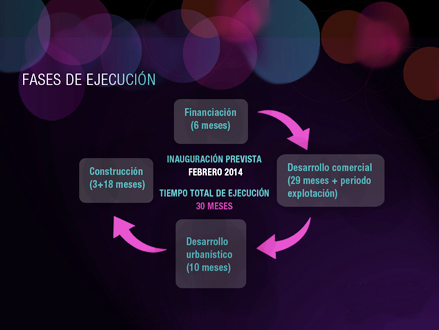 FASES DE EJECUCIÓN
Financiación
(6 meses)
Construcción
(3+18 meses)
INAUGURACIÓN PREVISTA
FEBRERO 2014
TIEMPO TOTAL DE EJECUCIÓN
30 MESES
Desarrollo comercial
(29 meses + periodo
explotación)
Desarrollo
urbanístico
(10 meses)